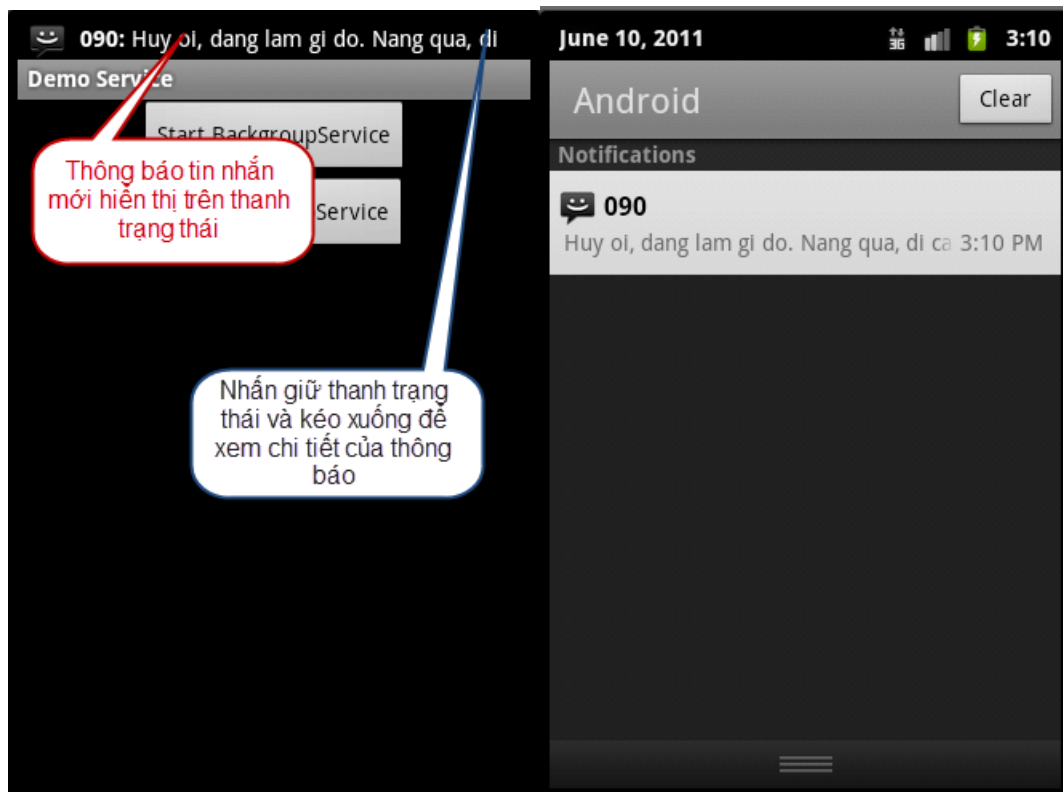 090: Huy oi, dang lam gi do. Nang qua, di
Demo Service
Start BackgroupService
Service
Thông báo tin nhắn
mới hiển thị trên thanh
trạng thái
Nhấn giữ thanh trạng
thái và kéo xuống để
xem chi tiết của thông
báo
June 10, 2011
3G
3:10
Android
Clear
Notifications
090
Huy oi, dang lam gi do. Nang qua, di ca 3:10 PM